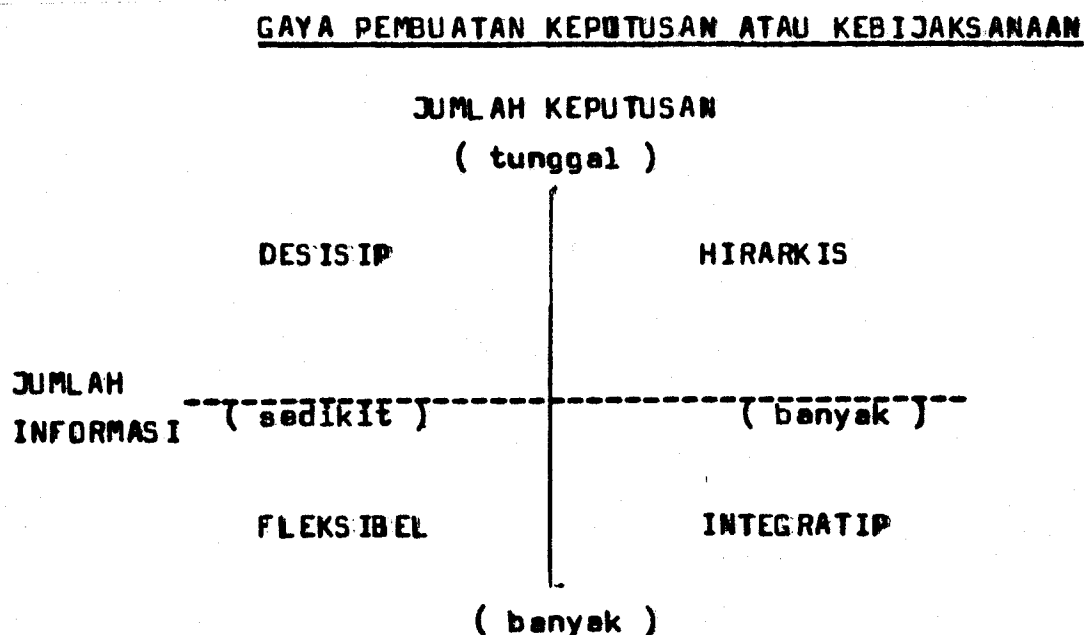 GAYA PEMBUATAN KEPUTUSAN ATAU KEBIJAKSANAAN
JUMLAH KEPUTUSAN
( tunggal )
DESISIP HIRARKIS
JUMLAH
INFORMASI ( sedikit ) ( banyak )
FLEKSIBEL INTEGRATIP
( banyak )